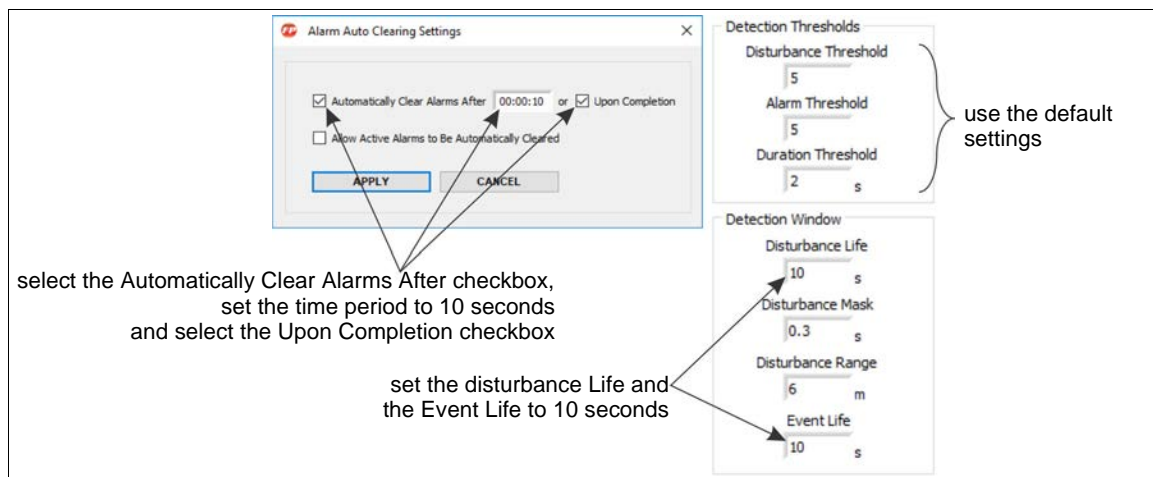 Alarm Auto Clearing Settings
Automatically Clear Alarms After 00:00:10 or Upon Completion
Allow Active Alarms to Be Automatically Cleared
APPLY CANCEL
select the Automatically Clear Alarms After checkbox,
set the time period to 10 seconds
and select the Upon Completion checkbox
Detection Thresholds
Disturbance Threshold
5
Alarm Threshold
5
Duration Threshold
2 s
use the default
settings
Detection Window
Disturbance Life
10 s
Disturbance Mask
0.3 s
Disturbance Range
6 m
Event Life
10 s
set the disturbance Life and
the Event Life to 10 seconds